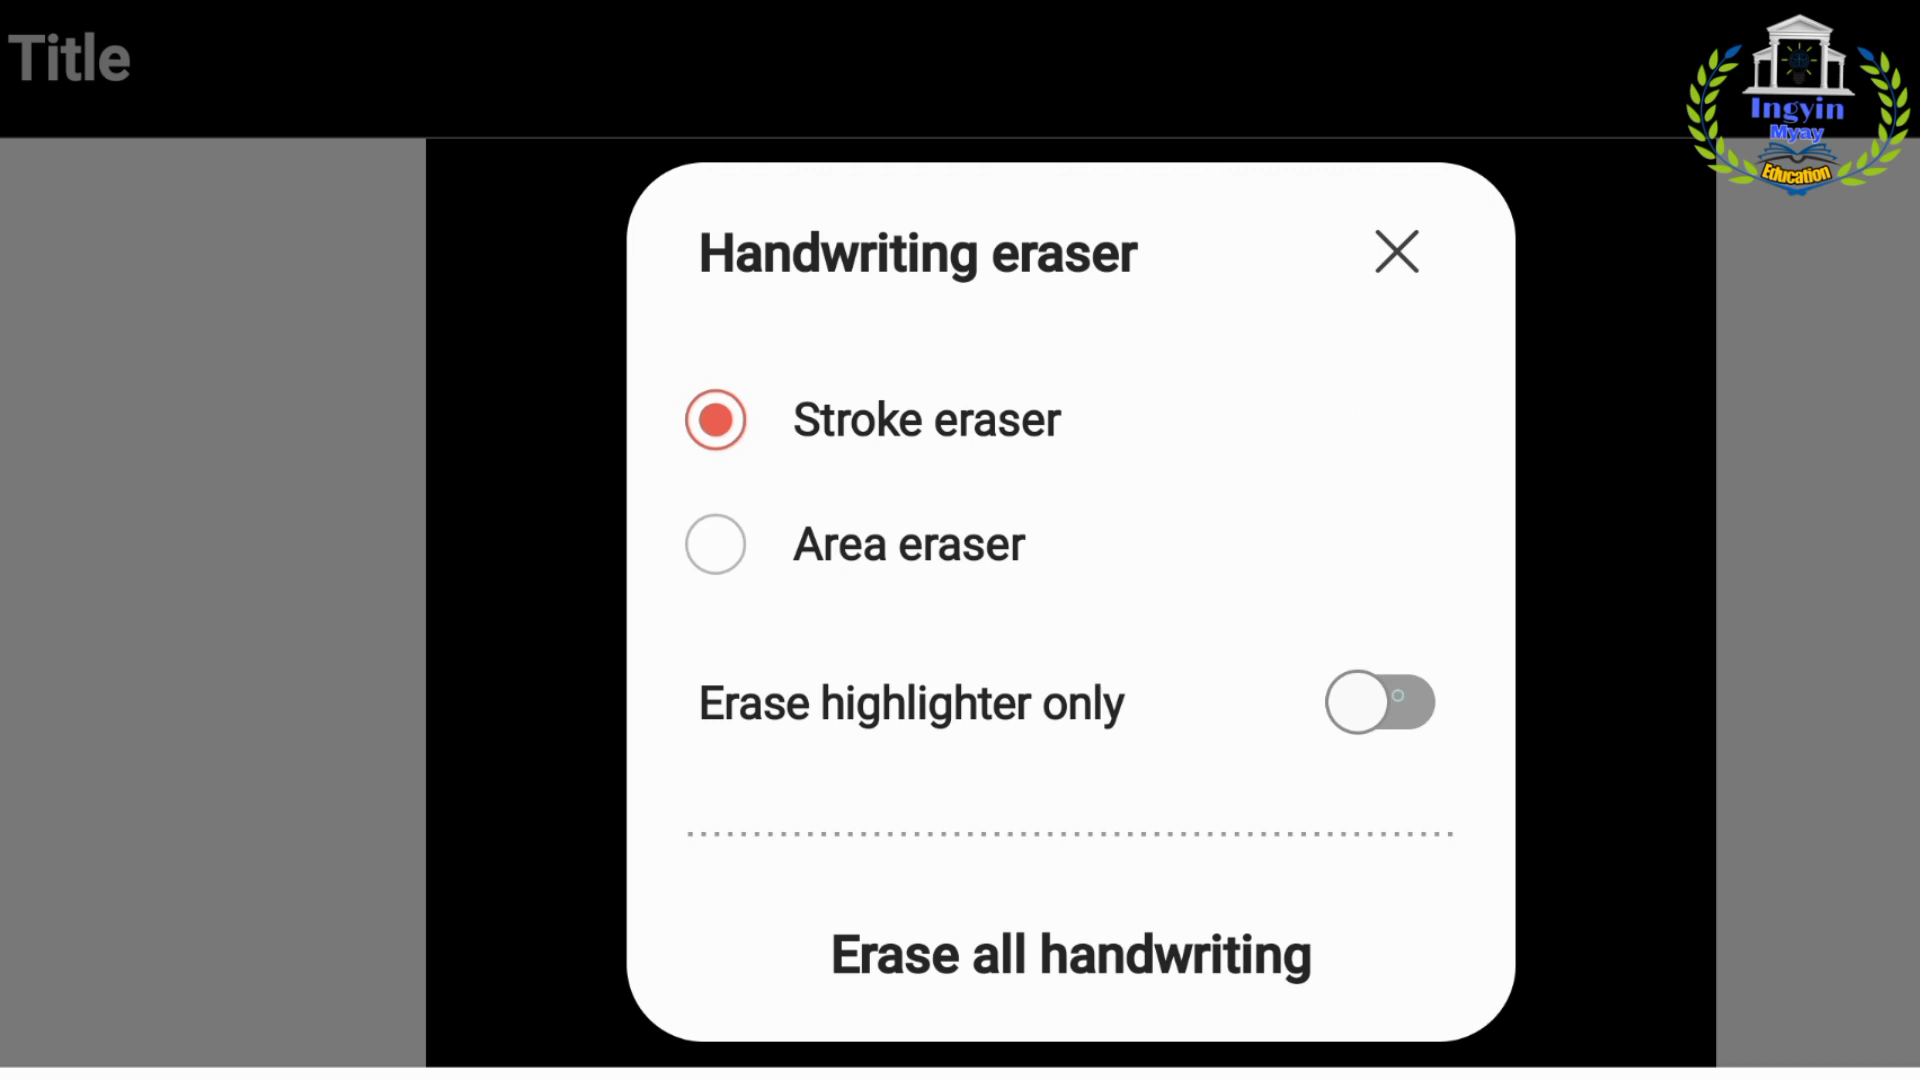 Title
Ingyin
Myay
Education
Handwriting eraser
Stroke eraser
Area eraser
Erase highlighter only
Erase all handwriting